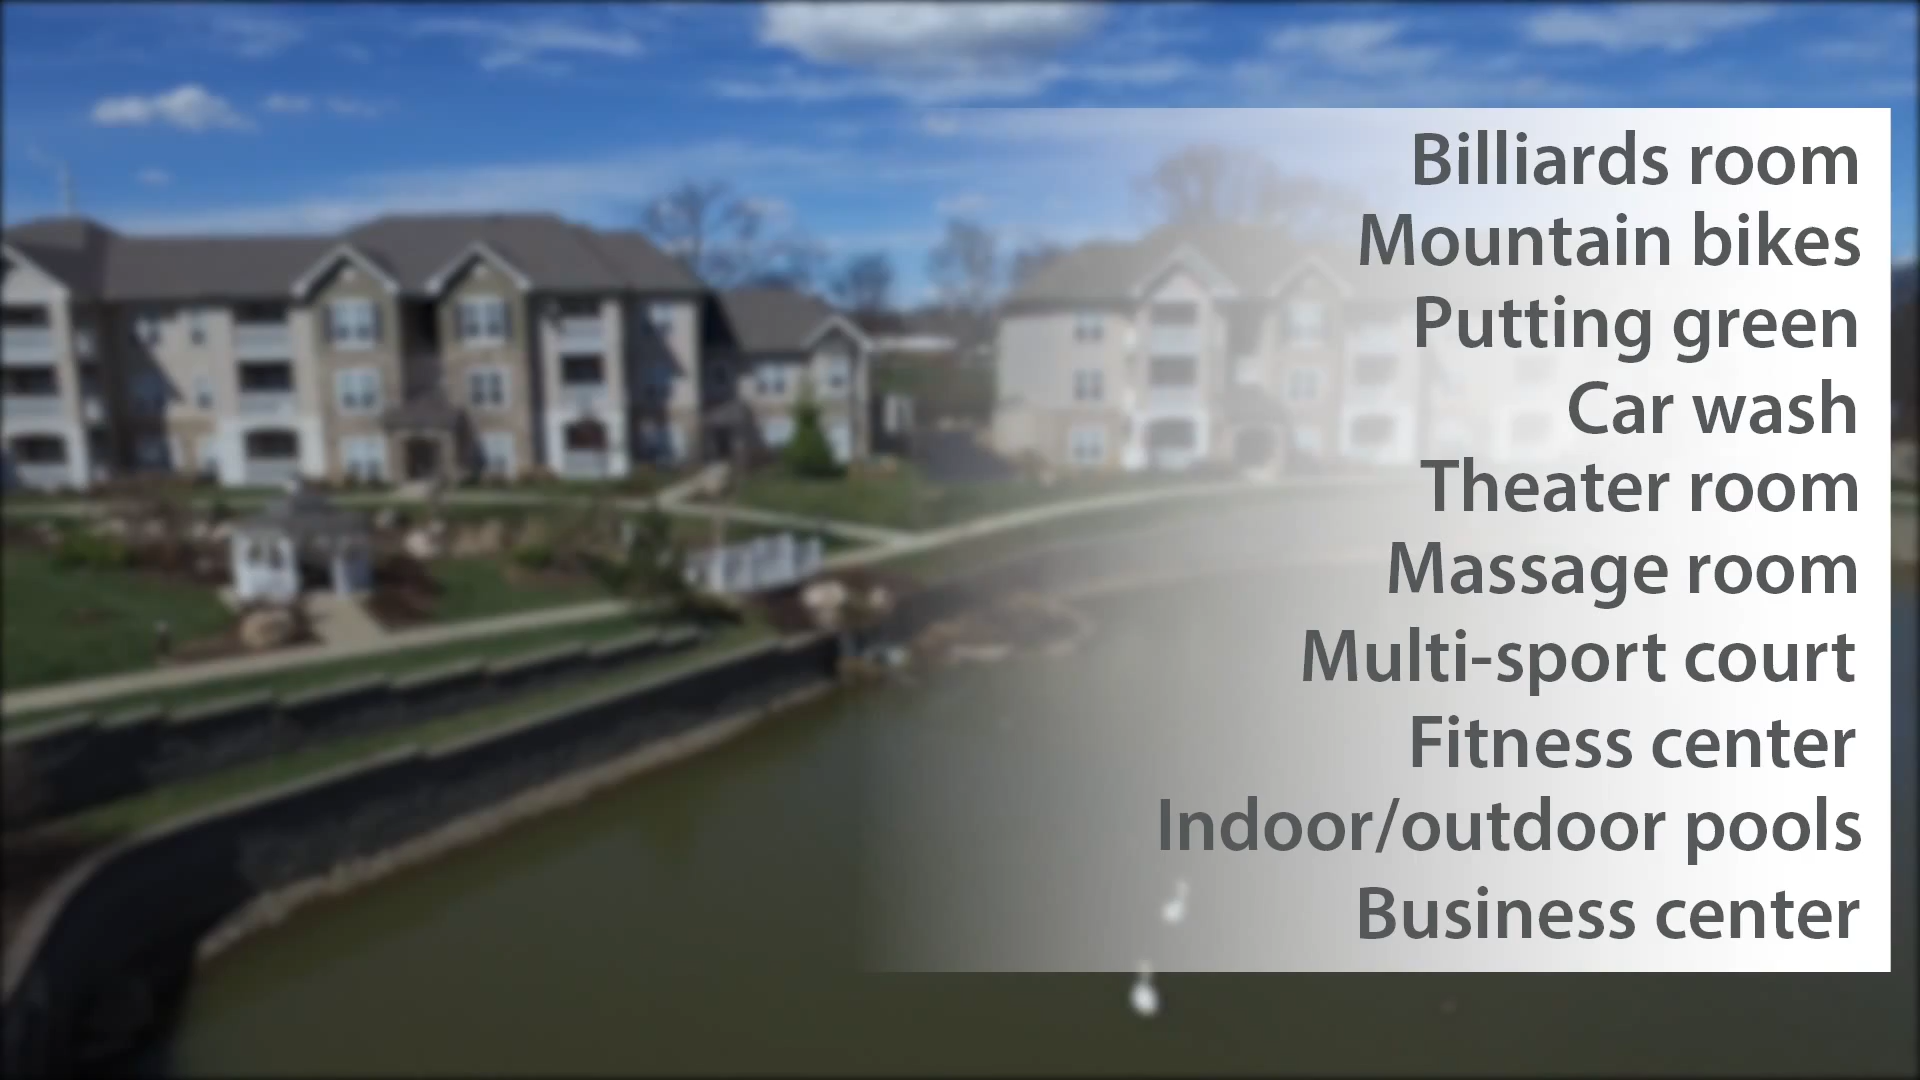 Billiards room
Mountain bikes
Putting green
Car wash
Theater room
Massage room
Multi-sport court
Fitness center
Indoor/outdoor pools
Business center